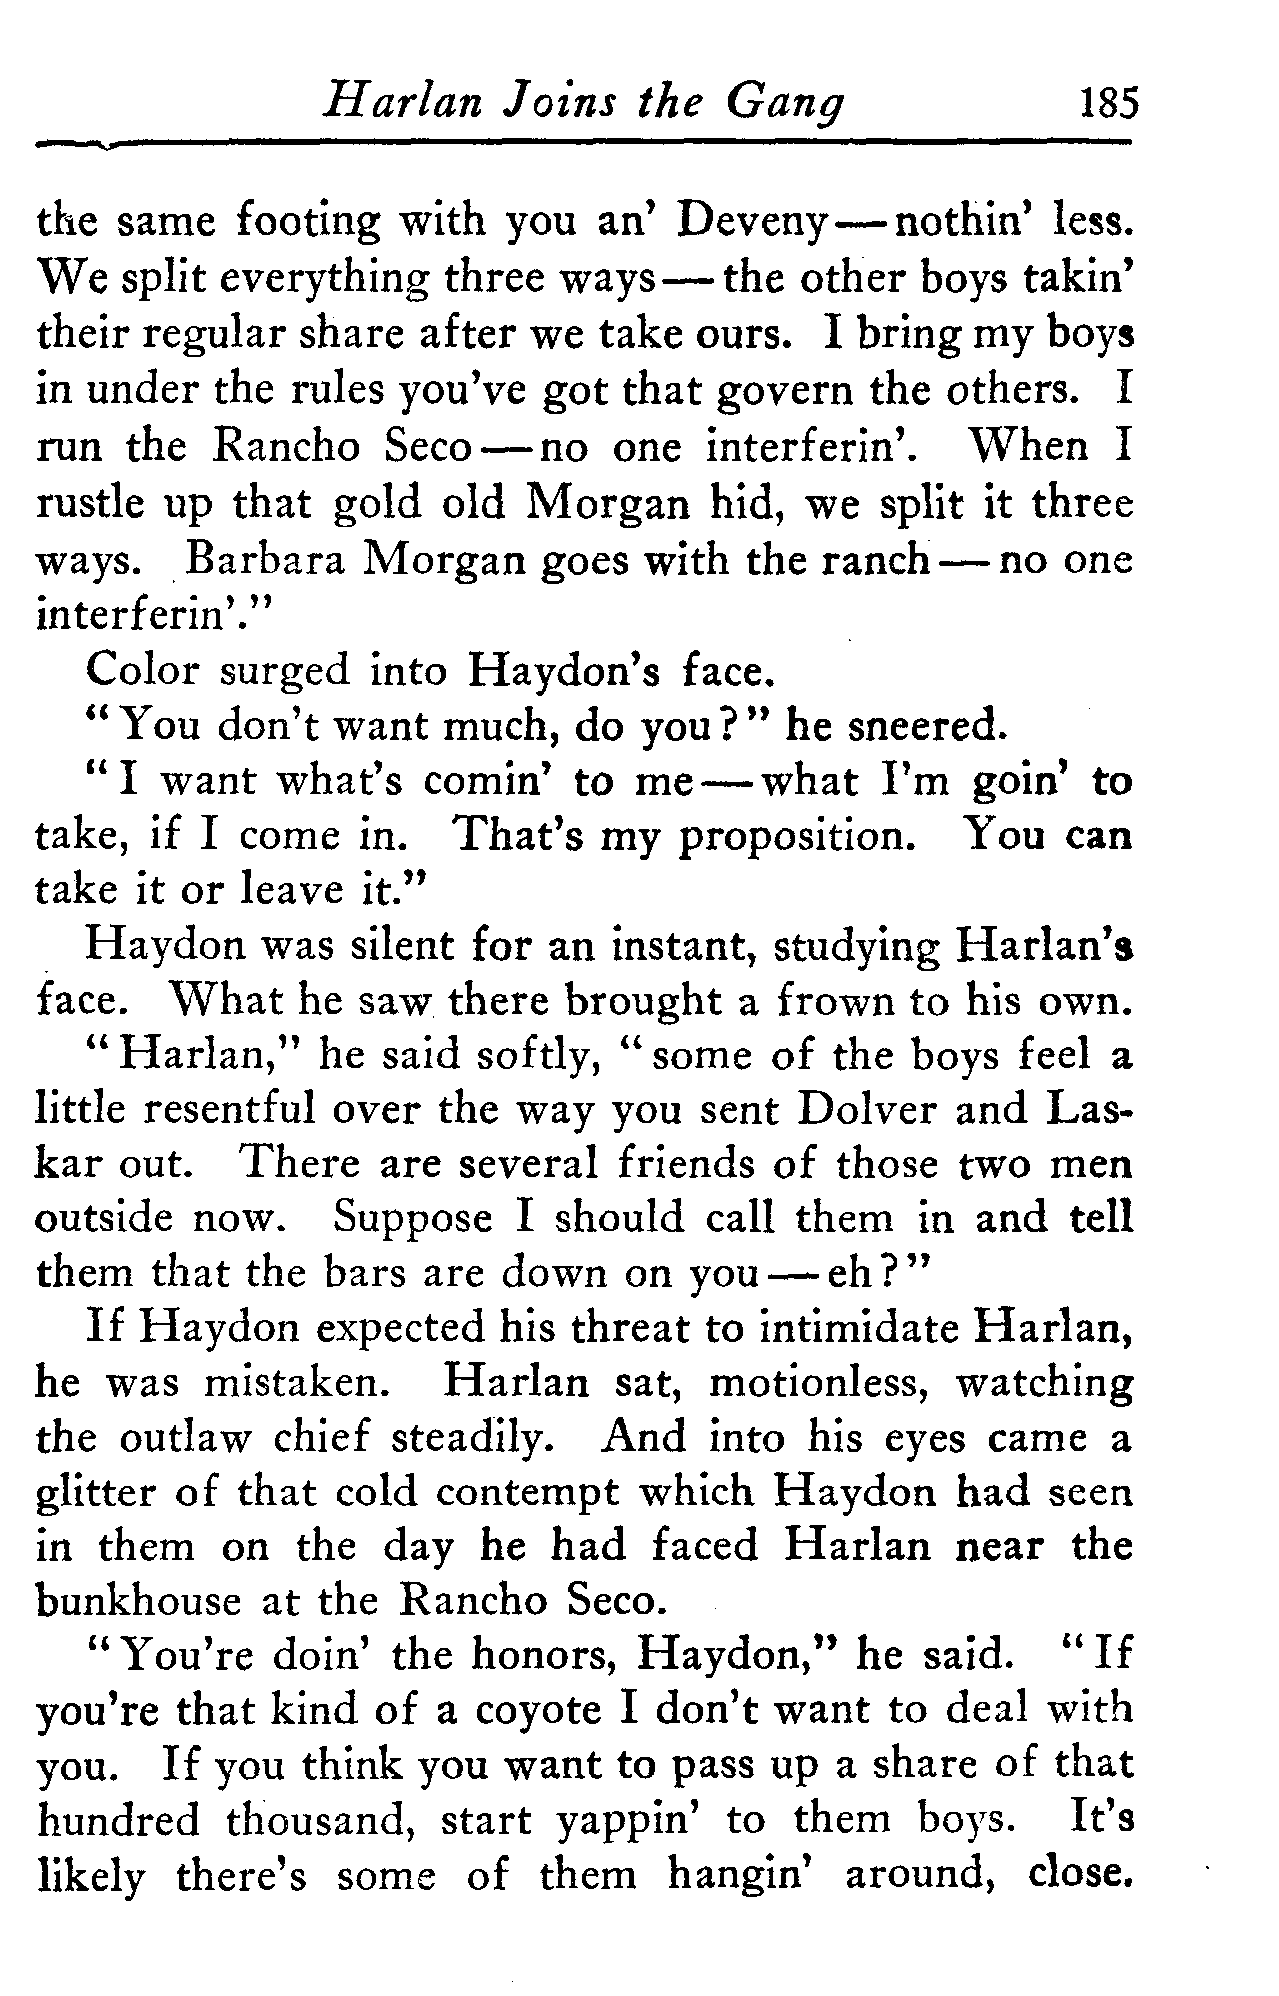 Harlan Joins the Gang 185
the same footing with you an' Deveny—nothin' less.
We split everything three ways—the other boys takin'
their regular share after we take ours. I bring my boys
in under the rules you've got that govern the others. I
run the Rancho Seco—no one interferin'. When I
rustle up that gold old Morgan hid, we split it three
ways. Barbara Morgan goes with the ranch—no one
interferin'."
Color surged into Haydon's face.
"You don't want much, do you?" he sneered.
"I want what's comin' to me—what I'm goin' to
take, if I come in. That's my proposition. You can
take it or leave it."
Haydon was silent for an instant, studying Harlan's
face. What he saw there brought a frown to his own.
"Harlan," he said softly, "some of the boys feel a
little resentful over the way you sent Dolver and Las-
kar out. There are several friends of those two men
outside now. Suppose I should call them in and tell
them that the bars are down on you—eh?"
If Haydon expected his threat to intimidate Harlan,
he was mistaken. Harlan sat, motionless, watching
the outlaw chief steadily. And into his eyes came a
glitter of that cold contempt which Haydon had seen
in them on the day he had faced Harlan near the
bunkhouse at the Rancho Seco.
"You're doin' the honors, Haydon," he said. "If
you're that kind of a coyote I don't want to deal with
you. If you think you want to pass up a share of that
hundred thousand, start yappin' to them boys. It's
likely there's some of them hangin' around, close.